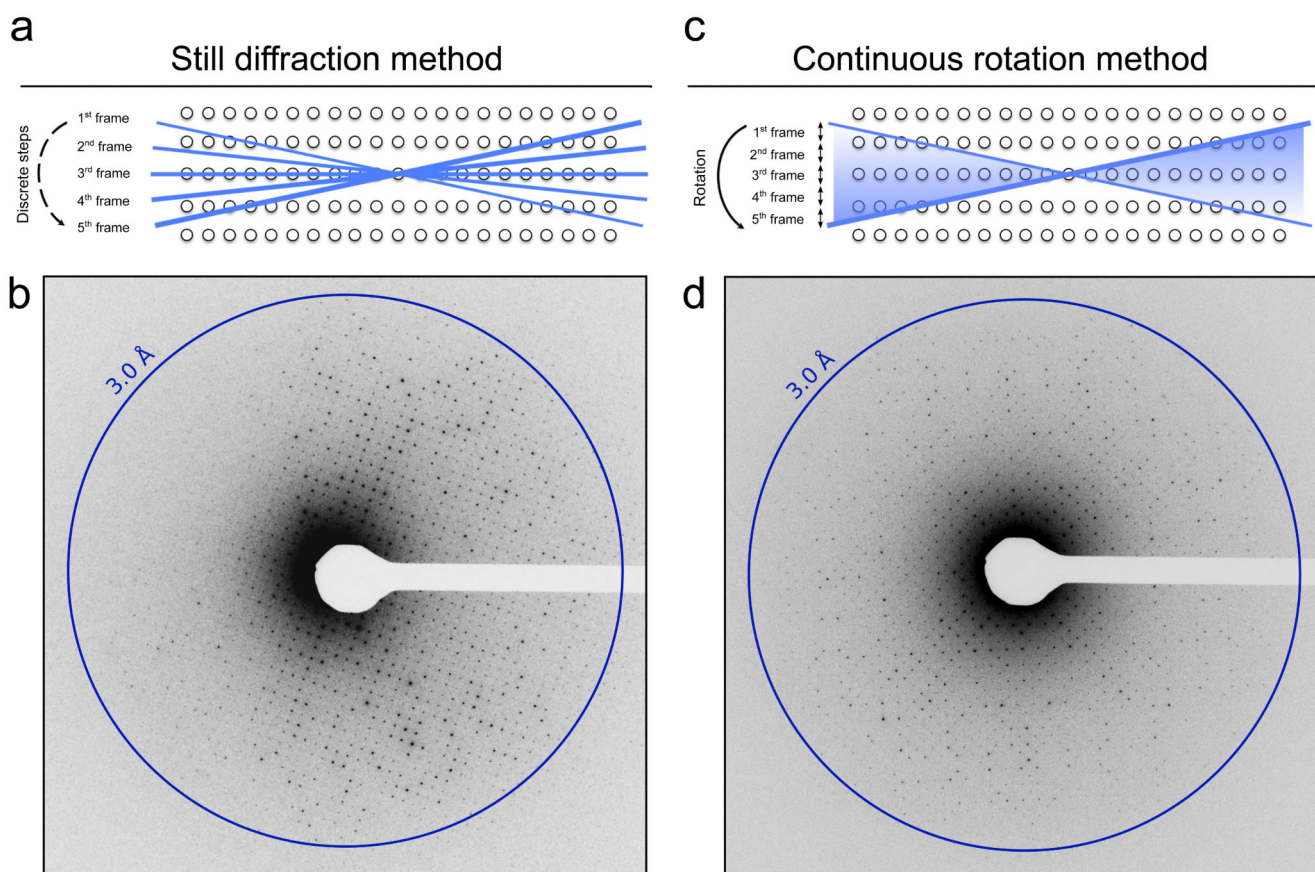 a
Still diffraction method
Discrete steps
1st frame
2nd frame
3rd frame
4th frame
5th frame
b
3.0 Å
c
Continuous rotation method
Rotation
1st frame
2nd frame
3rd frame
4th frame
5th frame
d
3.0 Å